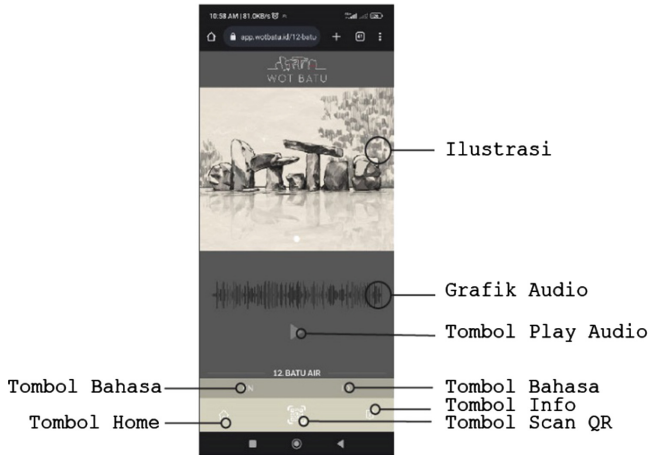 10:58 AM | 81.0KB/s
app.wotbatu.id/12-batu
WOT BATU
Ilustrasi
Grafik Audio
Tombol Play Audio
12. BATU AIR
Tombol Bahasa
Tombol Bahasa
Tombol Info
Tombol Home
Tombol Scan QR